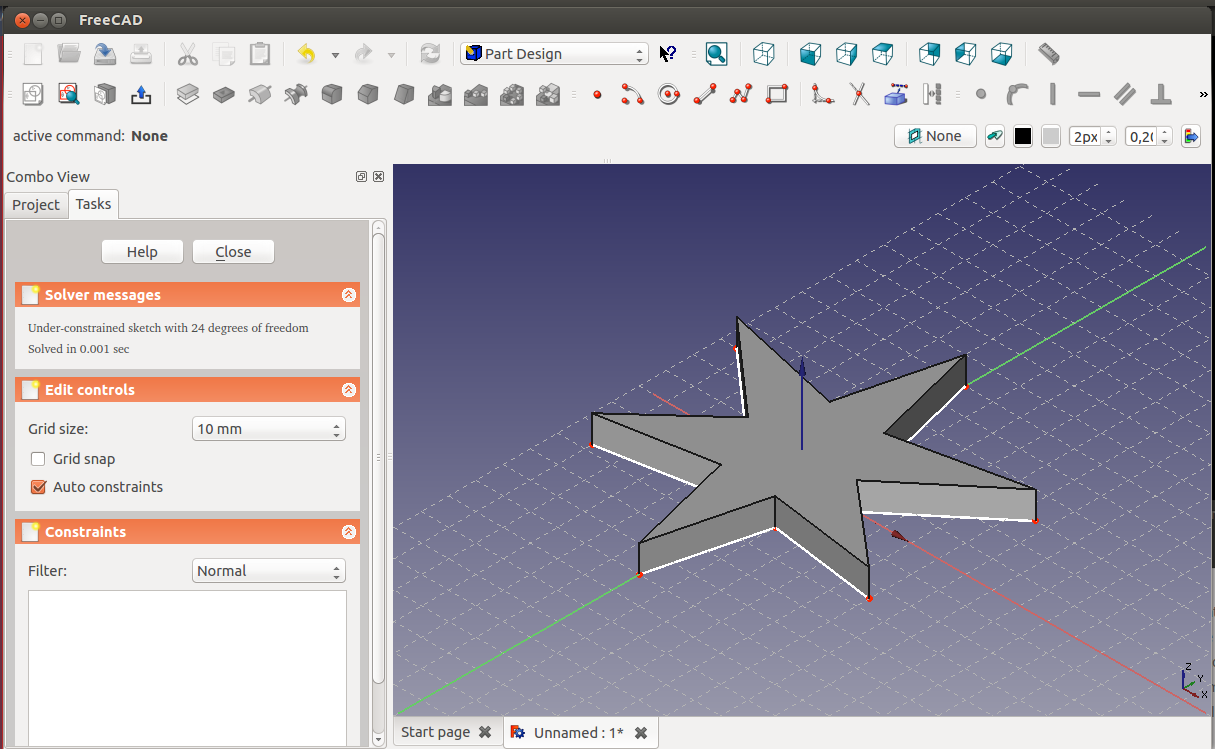 FreeCAD
Part Design
active command: None
None
2px
0,20
Combo View
Project
Tasks
Help
Close
Solver messages
Under-constrained sketch with 24 degrees of freedom
Solved in 0.001 sec
Edit controls
Grid size:
10 mm
Grid snap
Auto constraints
Constraints
Filter:
Normal
Z
Y
X
Start page
Unnamed : 1*